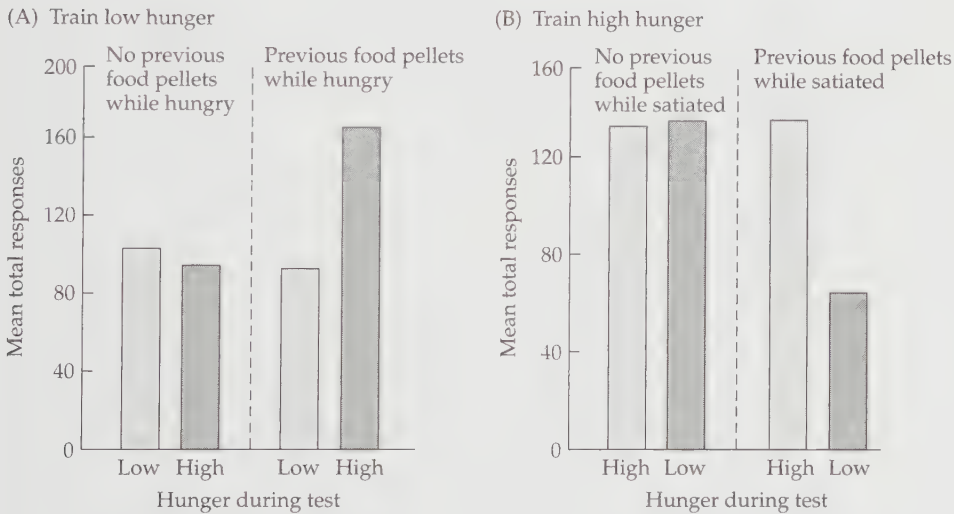 (A) Train low hunger
No previous
food pellets
while hungry
Previous food pellets
while hungry
Mean total responses
200
160
120
80
40
0
Low
High
Low
High
Hunger during test
(B) Train high hunger
No previous
food pellets
while satiated
Previous food pellets
while satiated
Mean total responses
160
120
80
40
0
High
Low
High
Low
Hunger during test